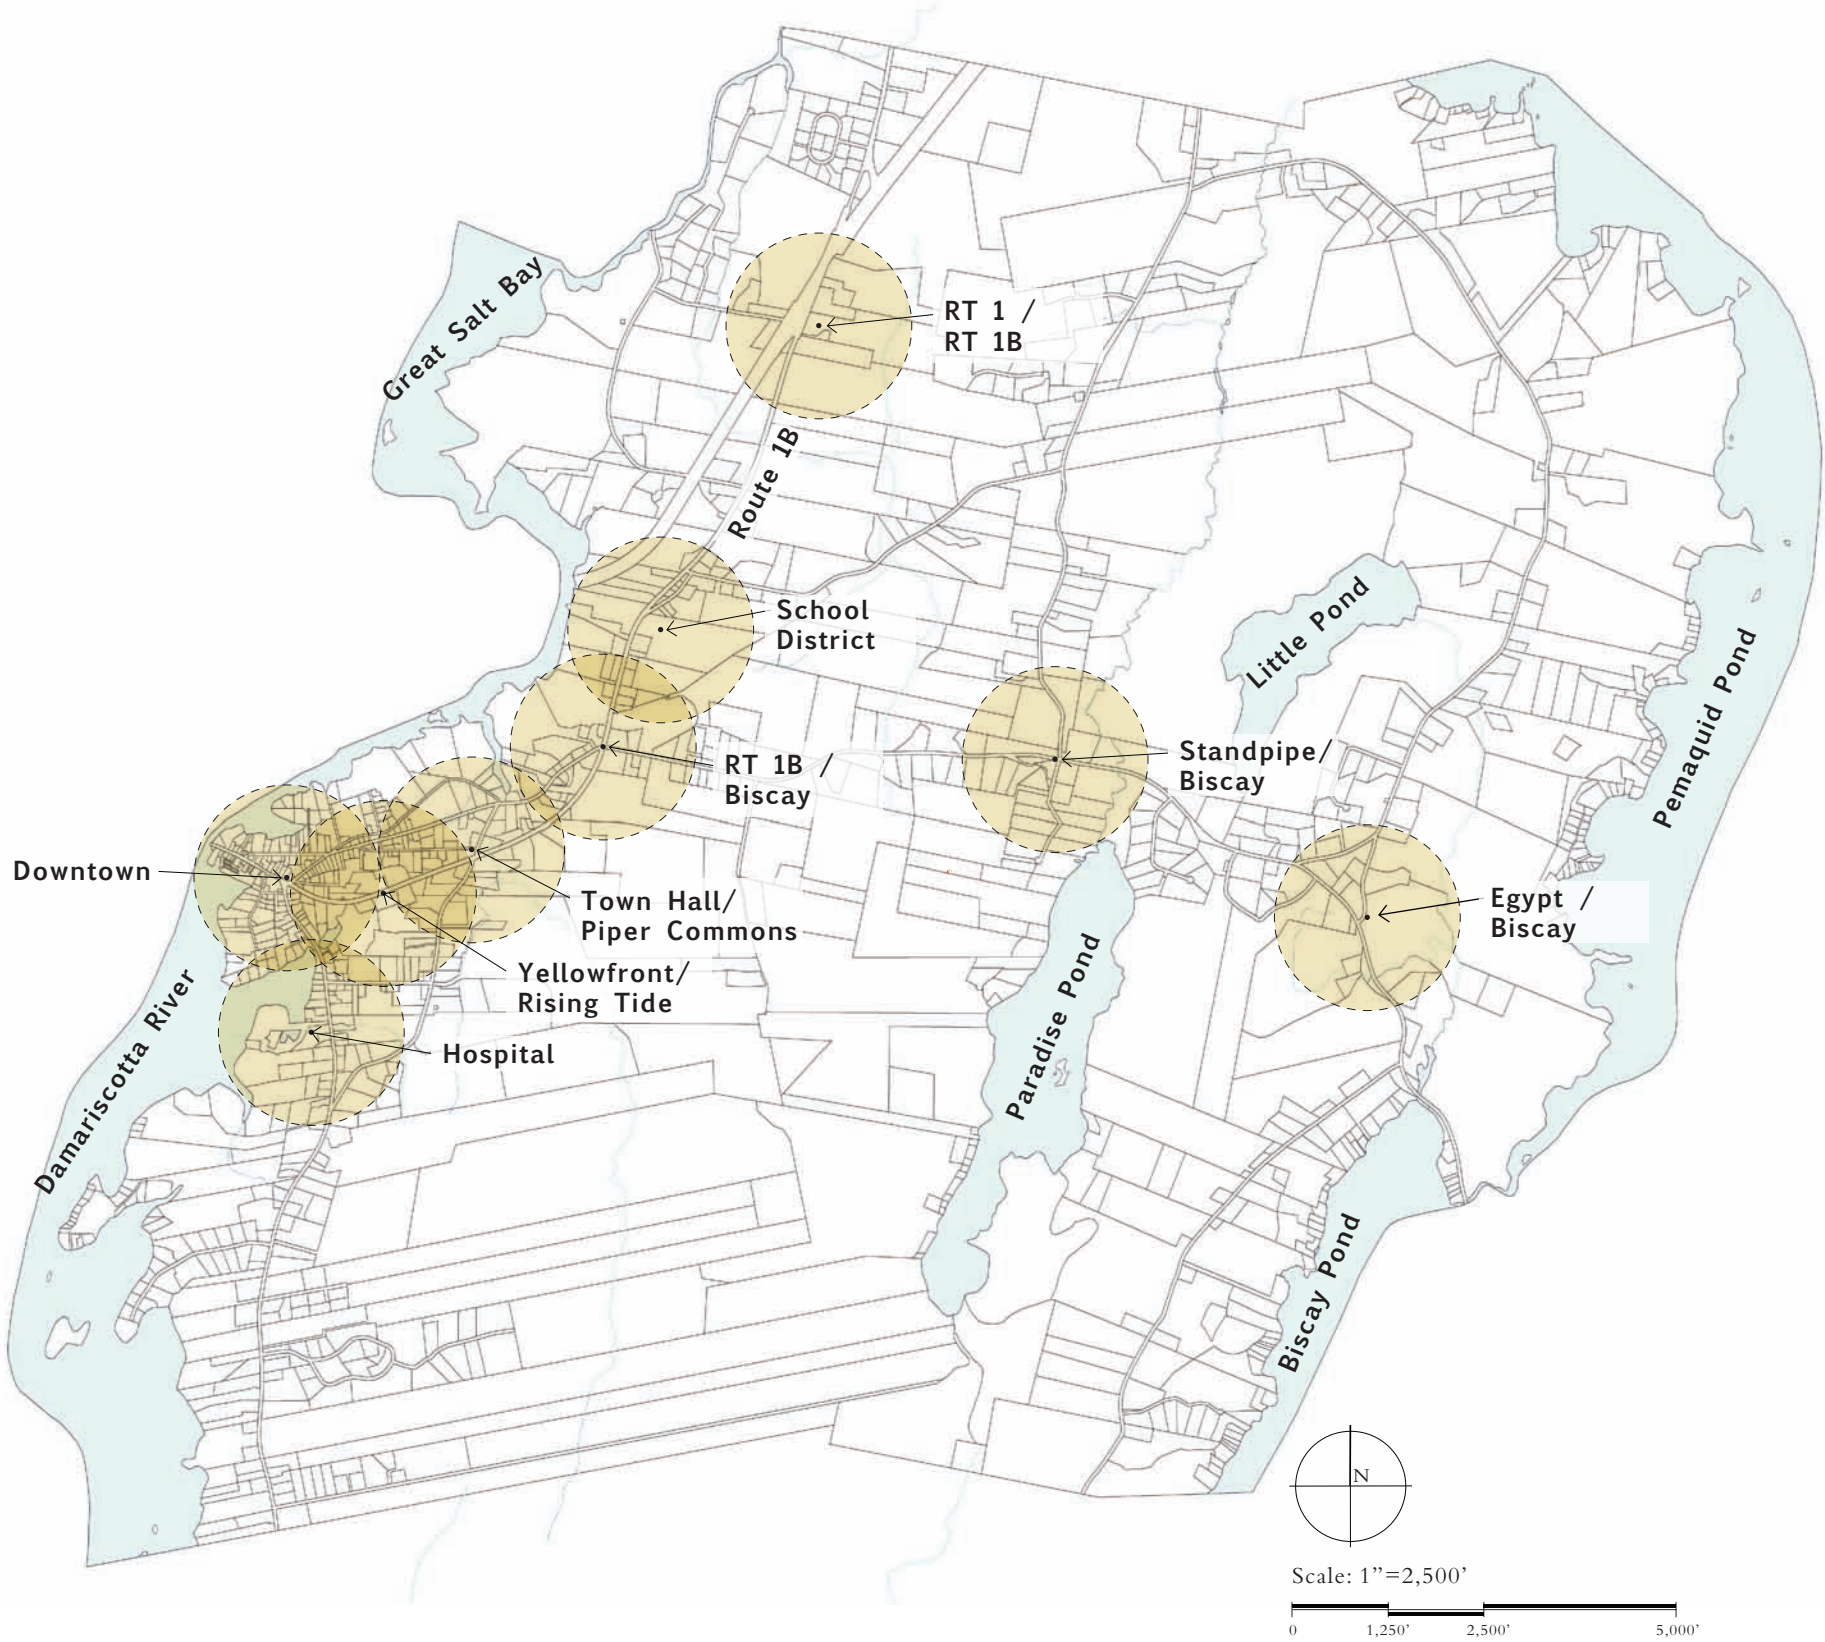 Great Salt Bay
RT 1 /
RT 1B
Route 1B
School
District
Little Pond
Pemaquid Pond
RT 1B /
Biscay
Standpipe/
Biscay
Downtown
Town Hall/
Piper Commons
Egypt /
Biscay
Yellowfront/
Rising Tide
Hospital
Paradise Pond
Damariscotta River
Biscay Pond
N
Scale: 1”=2,500’
0 1,250’ 2,500’ 5,000’